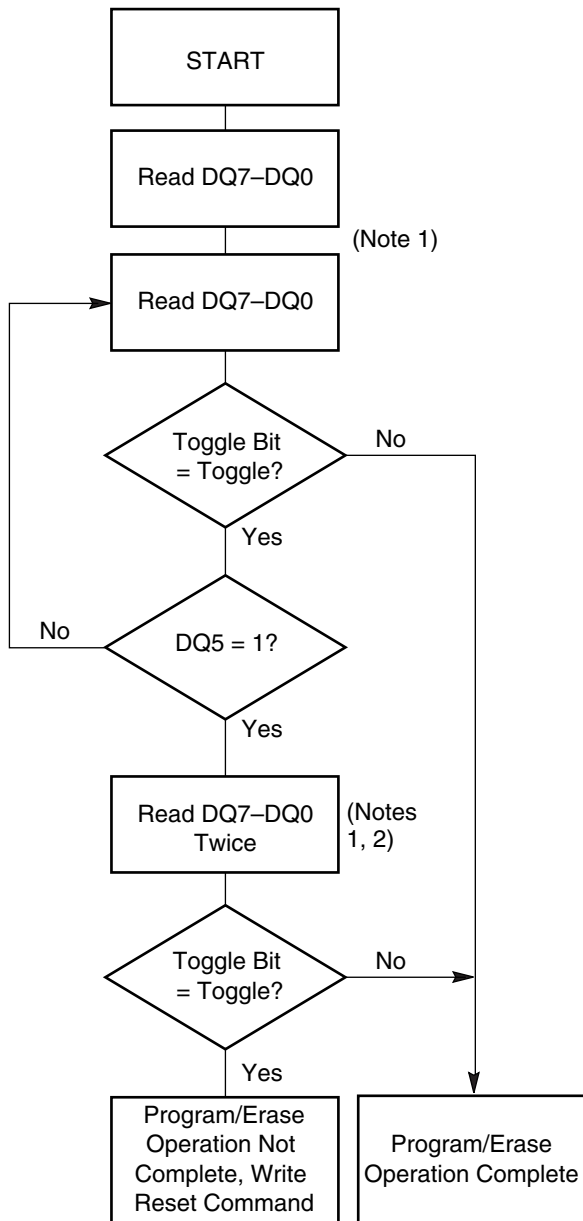 START
Read DQ7–DQ0
(Note 1)
Read DQ7–DQ0
Toggle Bit
= Toggle?
No
Yes
DQ5 = 1?
No
Yes
Read DQ7–DQ0
Twice
(Notes
1, 2)
Toggle Bit
= Toggle?
No
Yes
Program/Erase
Operation Not
Complete, Write
Reset Command
Program/Erase
Operation Complete